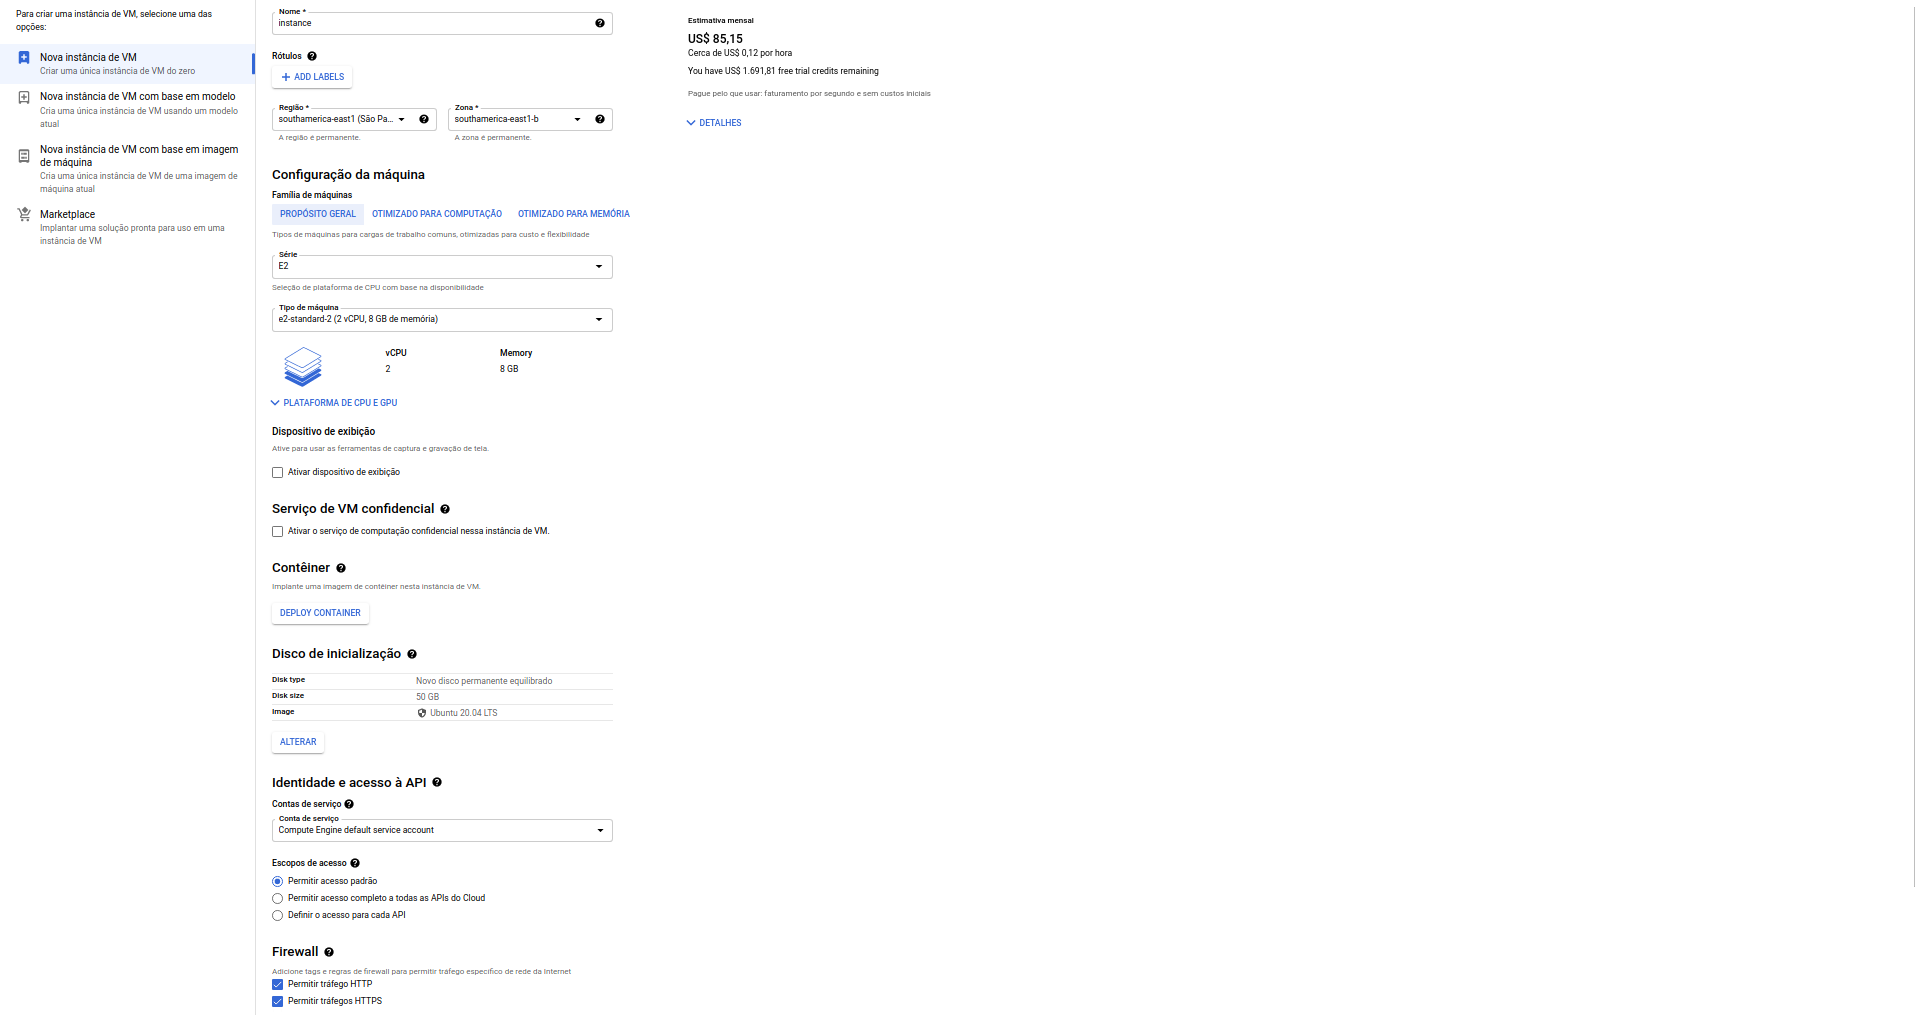 Para criar uma instância de VM, selecione uma das
opções:
Nova instância de VM
Criar uma única instância de VM do zero
Nova instância de VM com base em modelo
Cria uma única instância de VM usando um modelo
atual
Nova instância de VM com base em imagem
de máquina
Cria uma única instância de VM de uma imagem de
máquina atual
Marketplace
Implantar uma solução pronta para uso em uma
instância de VM
Nome *
instance
Rótulos
ADD LABELS
Região *
southamerica-east1 (São Pa...
A região é permanente.
Zona *
southamerica-east1-b
A zona é permanente.
Configuração da máquina
Família de máquinas
PROPÓSITO GERAL
OTIMIZADO PARA COMPUTAÇÃO
OTIMIZADO PARA MEMÓRIA
Tipos de máquinas para cargas de trabalho comuns, otimizadas para custo e flexibilidade
Série
E2
Seleção de plataforma de CPU com base na disponibilidade
Tipo de máquina
e2-standard-2 (2 vCPU, 8 GB de memória)
vCPU
2
Memory
8 GB
PLATAFORMA DE CPU E GPU
Dispositivo de exibição
Ative para usar as ferramentas de captura e gravação de tela.
Ativar dispositivo de exibição
Serviço de VM confidencial
Ativar o serviço de computação confidencial nessa instância de VM.
Contêiner
Implante uma imagem de contêiner nesta instância de VM.
DEPLOY CONTAINER
Disco de inicialização
Disk type
Novo disco permanente equilibrado
Disk size
50 GB
Image
Ubuntu 20.04 LTS
ALTERAR
Identidade e acesso à API
Contas de serviço
Conta de serviço
Compute Engine default service account
Escopos de acesso
Permitir acesso padrão
Permitir acesso completo a todas as APIs do Cloud
Definir o acesso para cada API
Firewall
Adicione tags e regras de firewall para permitir tráfego específico de rede da Internet
Permitir tráfego HTTP
Permitir tráfegos HTTPS
Estimativa mensal
US$ 85,15
Cerca de US$ 0,12 por hora
You have US$ 1.691,81 free trial credits remaining
Pague pelo que usar: faturamento por segundo e sem custos iniciais
DETALHES